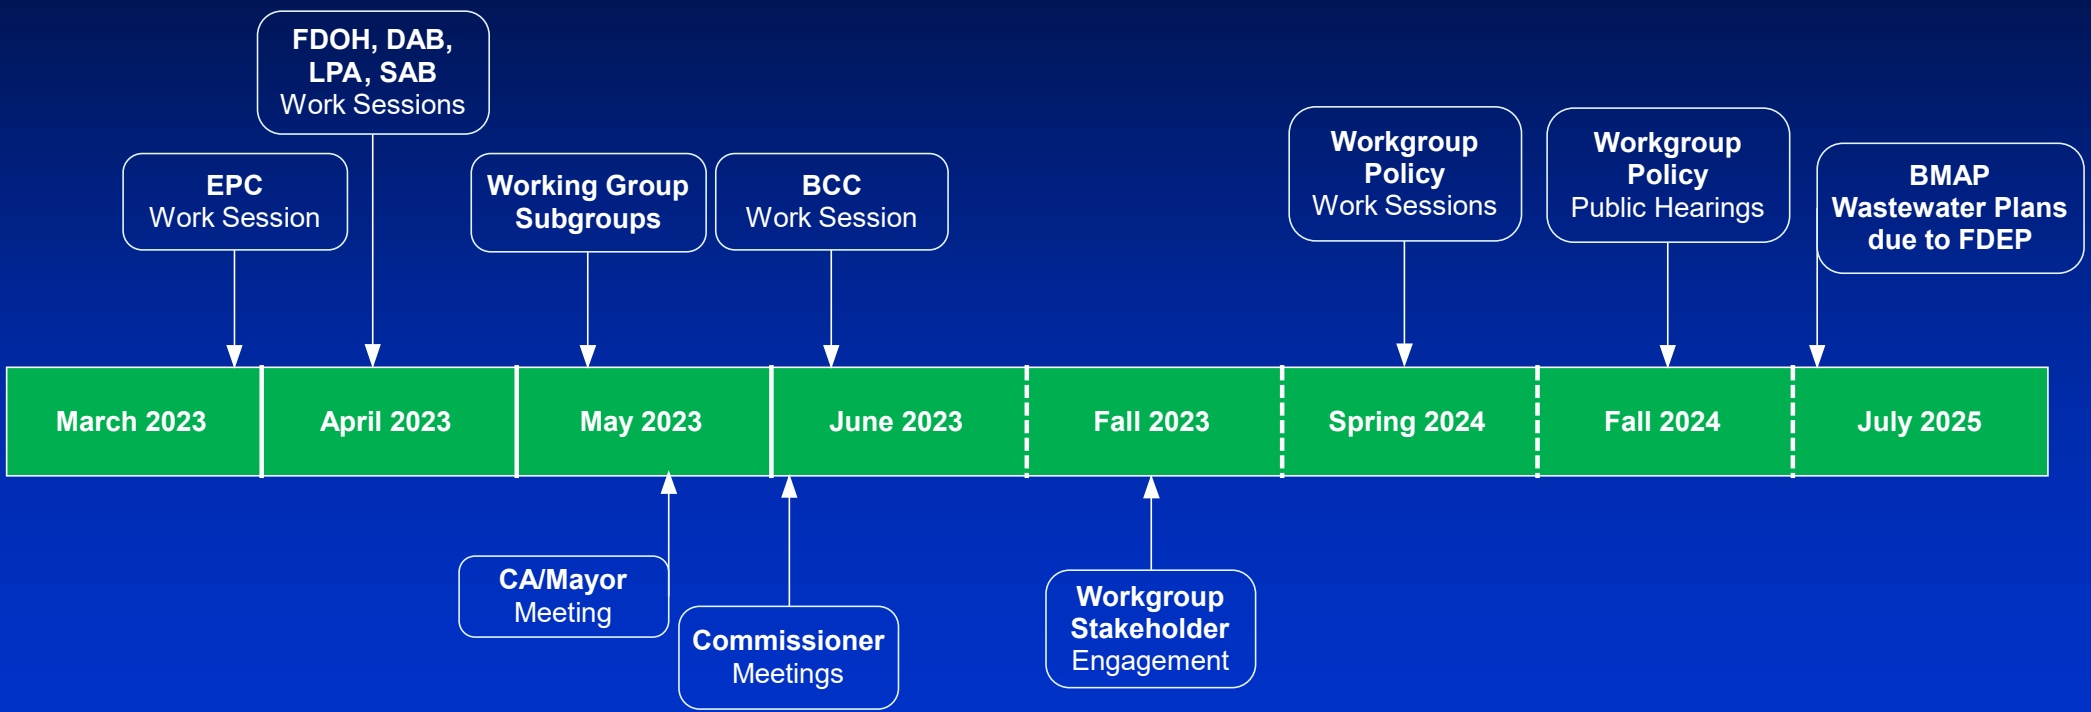 FDOH, DAB,
LPA, SAB
Work Sessions
EPC
Work Session
Working Group
Subgroups
BCC
Work Session
Workgroup
Policy
Work Sessions
Workgroup
Policy
Public Hearings
BMAP
Wastewater Plans
due to FDEP
March 2023
April 2023
May 2023
June 2023
Fall 2023
Spring 2024
Fall 2024
July 2025
CA/Mayor
Meeting
Commissioner
Meetings
Workgroup
Stakeholder
Engagement